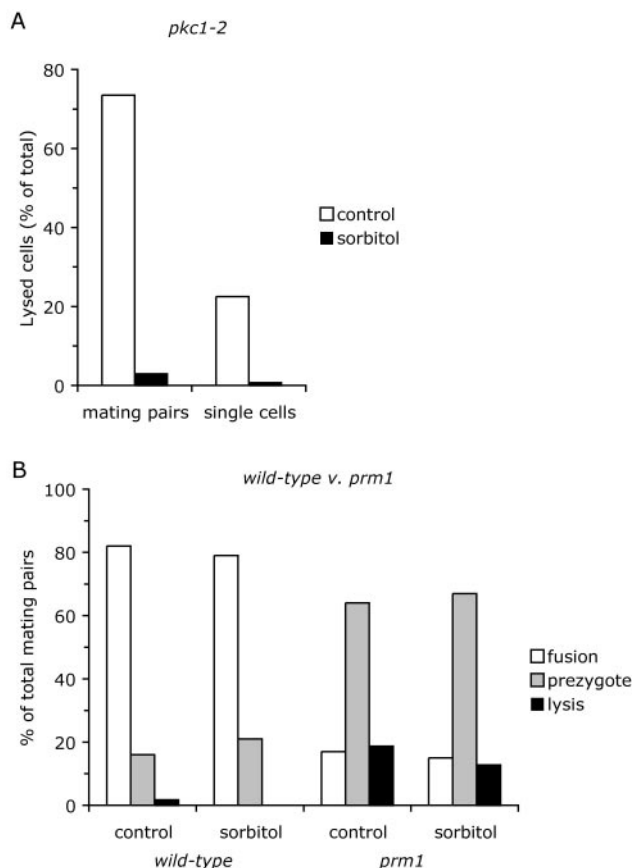 A
pkc1-2
Lysed cells (% of total)
80
60
40
20
0
mating pairs
single cells
control
sorbitol
B
wild-type v. prm1
% of total mating pairs
100
80
60
40
20
0
control
sorbitol
control
sorbitol
wild-type
prm1
fusion
prezygote
lysis